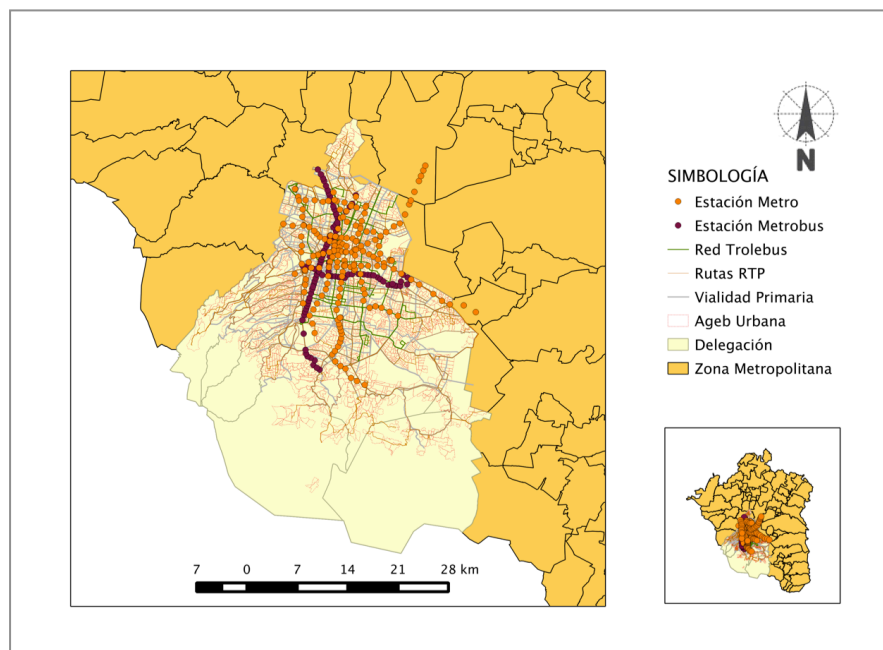 N
SIMBOLOGÍA
Estación Metro
Estación Metrobus
Red Trolebus
Rutas RTP
Vialidad Primaria
Ageb Urbana
Delegación
Zona Metropolitana
7 0 7 14 21 28 km